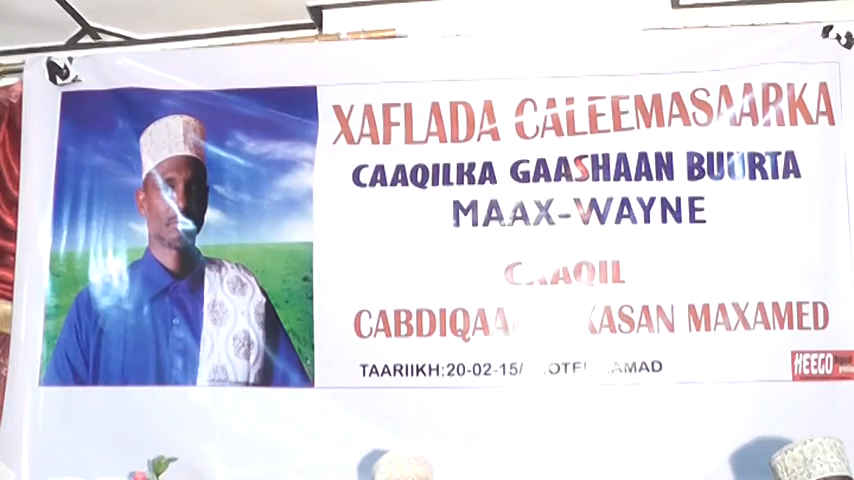 XAFLADA CALEEMASAARKA
CAAQILKA GAASHAAN BUURTA
MAAX-WAYNE
CAAQIL
MAXAMED
TAARIIKH:20-02-15/
HEEGO